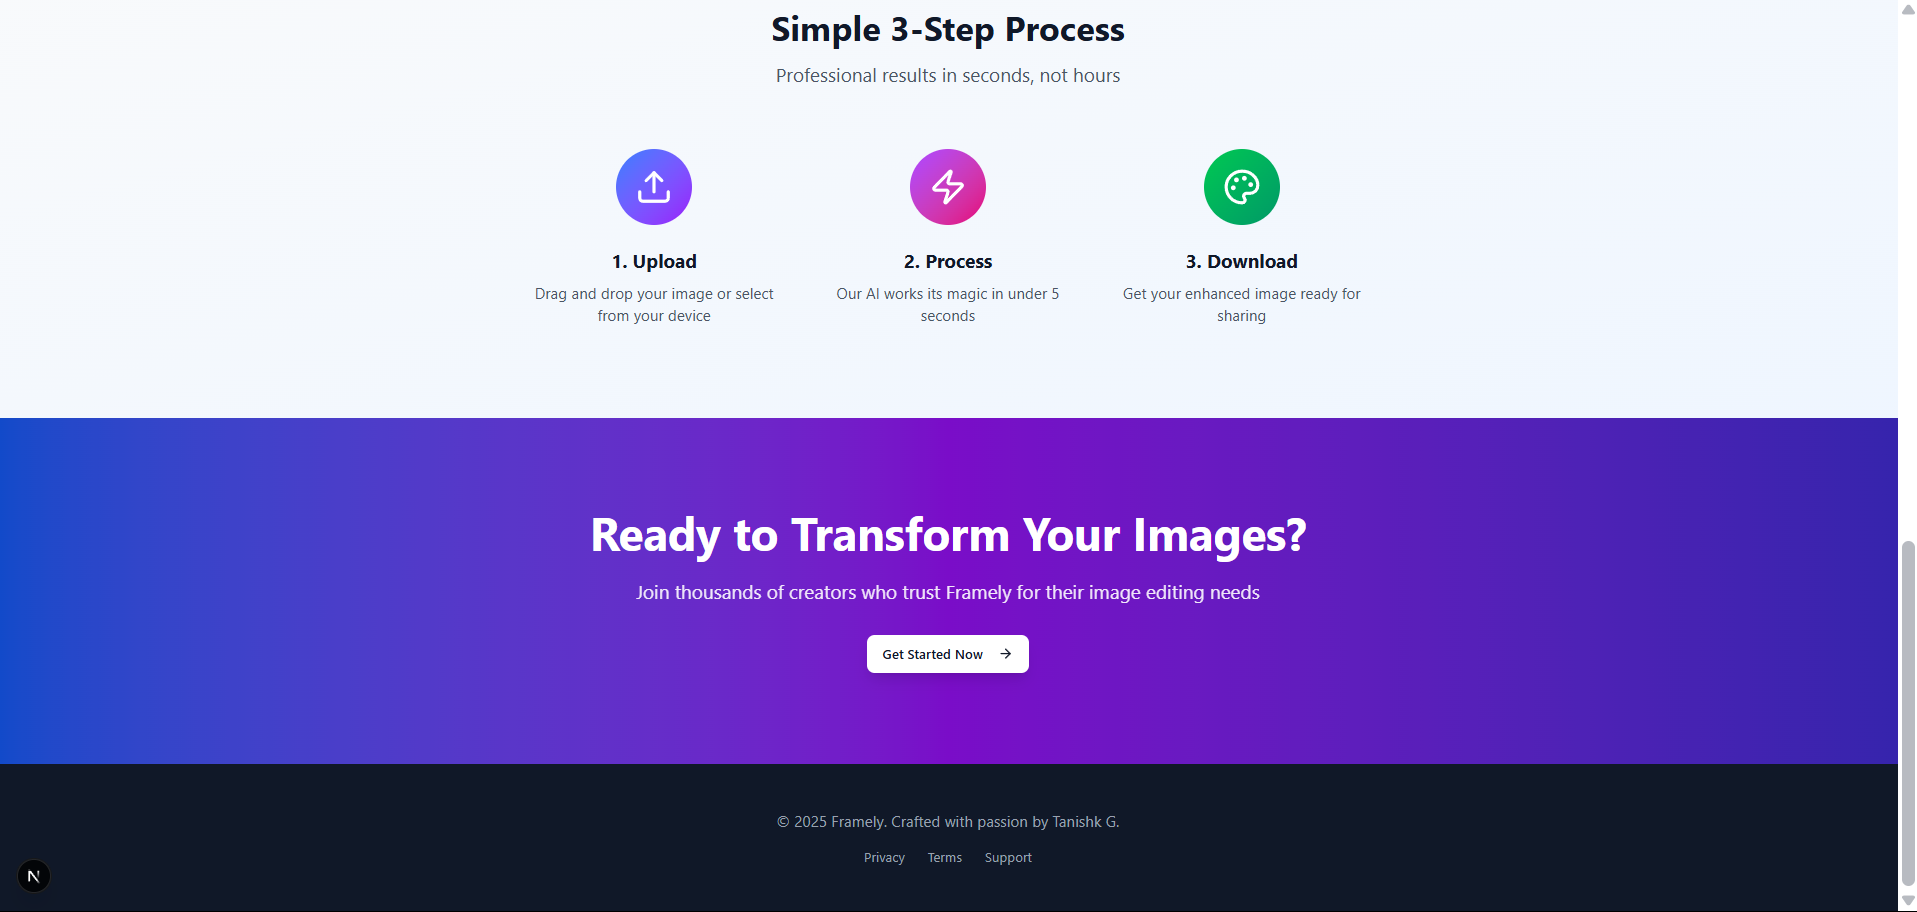 Simple 3-Step Process
Professional results in seconds, not hours
1. Upload
Drag and drop your image or select
from your device
2. Process
Our AI works its magic in under 5
seconds
3. Download
Get your enhanced image ready for
sharing
Ready to Transform Your Images?
Join thousands of creators who trust Framely for their image editing needs
Get Started Now
© 2025 Framely. Crafted with passion by Tanishk G.
Privacy Terms Support
N